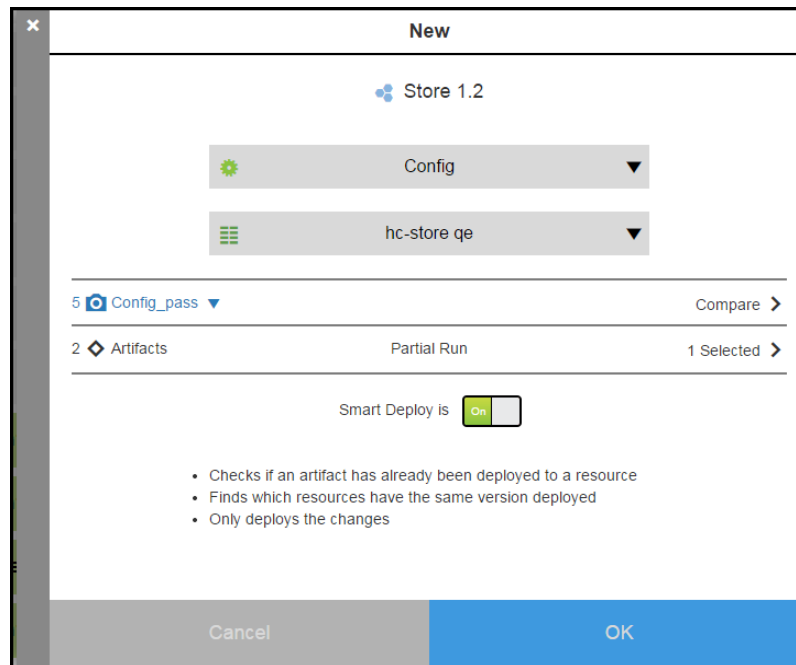 ×
New
Store 1.2
Config
hc-store qe
5 Config_pass Compare
2 Artifacts Partial Run 1 Selected
Smart Deploy is On
• Checks if an artifact has already been deployed to a resource
• Finds which resources have the same version deployed
• Only deploys the changes
Cancel OK